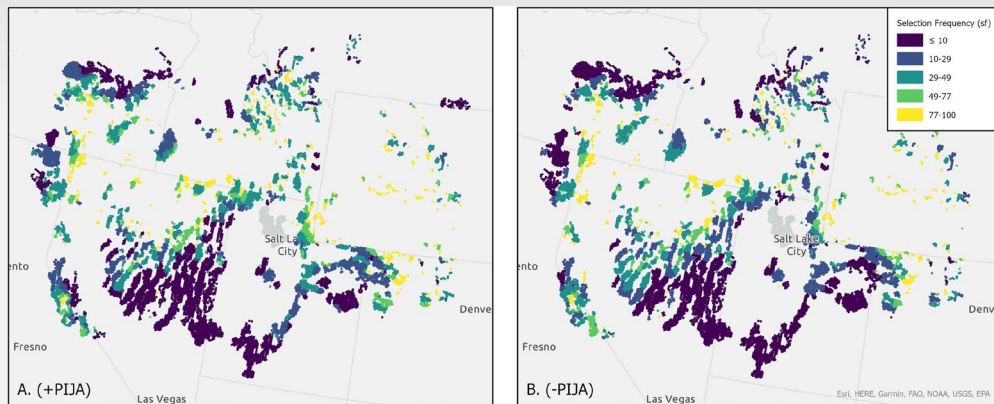 Selection Frequency (sf)
≤ 10
10-29
29-49
49-77
77-100
Salt La
City
ento
Denve
Fresno
Las Vegas
A. (+PIJA)
Salt Lake
City
ento
Denv
Fresno
Las Vegas
B. (-PIJA)
Esri, HERE, Garmin, FAO, NOAA, USGS, EPA